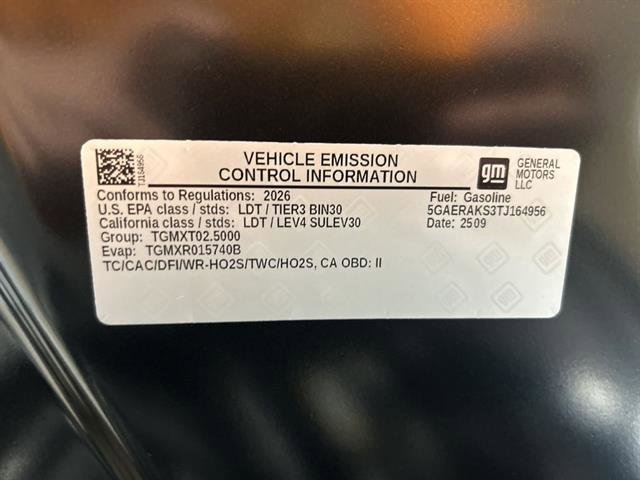 TJ164956
VEHICLE EMISSION
CONTROL INFORMATION
gm
GENERAL
MOTORS
LLC
Conforms to Regulations: 2026
Fuel: Gasoline
U.S. EPA class / stds: LDT / TIER3 BIN30
5GAERAKS3TJ164956
California class / stds: LDT / LEV4 SULEV30
Date: 2509
Group: TGMXT02.5000
Evap: TGMXR015740B
TC/CAC/DFI/WR-HO2S/TWC/HO2S, CA OBD: II